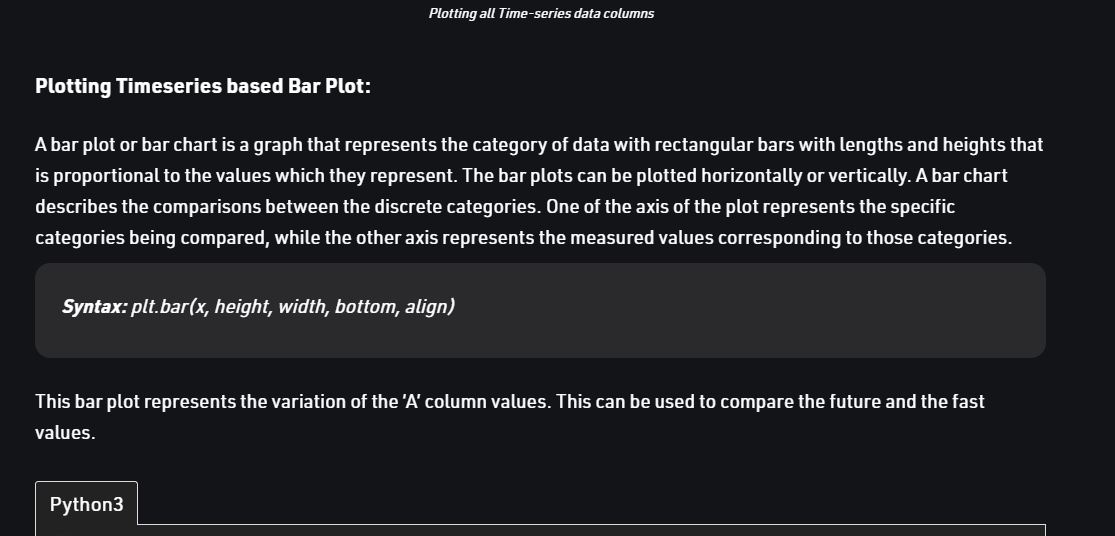 Plotting all Time-series data columns
Plotting Timeseries based Bar Plot:
A bar plot or bar chart is a graph that represents the category of data with rectangular bars with lengths and heights that
is proportional to the values which they represent. The bar plots can be plotted horizontally or vertically. A bar chart
describes the comparisons between the discrete categories. One of the axis of the plot represents the specific
categories being compared, while the other axis represents the measured values corresponding to those categories.
Syntax: plt.bar(x, height, width, bottom, align)
This bar plot represents the variation of the ‘A’ column values. This can be used to compare the future and the fast
values.
Python3